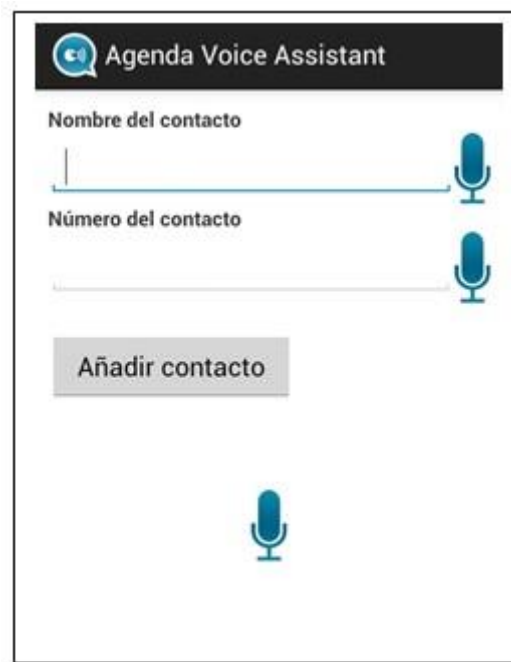 Agenda Voice Assistant
Nombre del contacto
Número del contacto
Añadir contacto